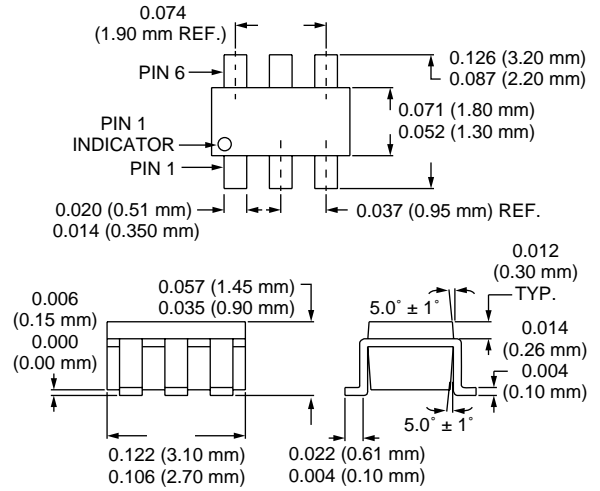 0.074
(1.90 mm REF.)
PIN 6
0.126 (3.20 mm)
0.087 (2.20 mm)
0.071 (1.80 mm)
0.052 (1.30 mm)
PIN 1
INDICATOR
PIN 1
0.020 (0.51 mm)
0.014 (0.350 mm)
0.037 (0.95 mm) REF.
0.006
(0.15 mm)
0.000
(0.00 mm)
0.057 (1.45 mm)
0.035 (0.90 mm)
0.122 (3.10 mm)
0.106 (2.70 mm)
5.0° ± 1°
0.012
(0.30 mm)
TYP.
0.014
(0.26 mm)
0.004
(0.10 mm)
5.0° ± 1°
0.022 (0.61 mm)
0.004 (0.10 mm)